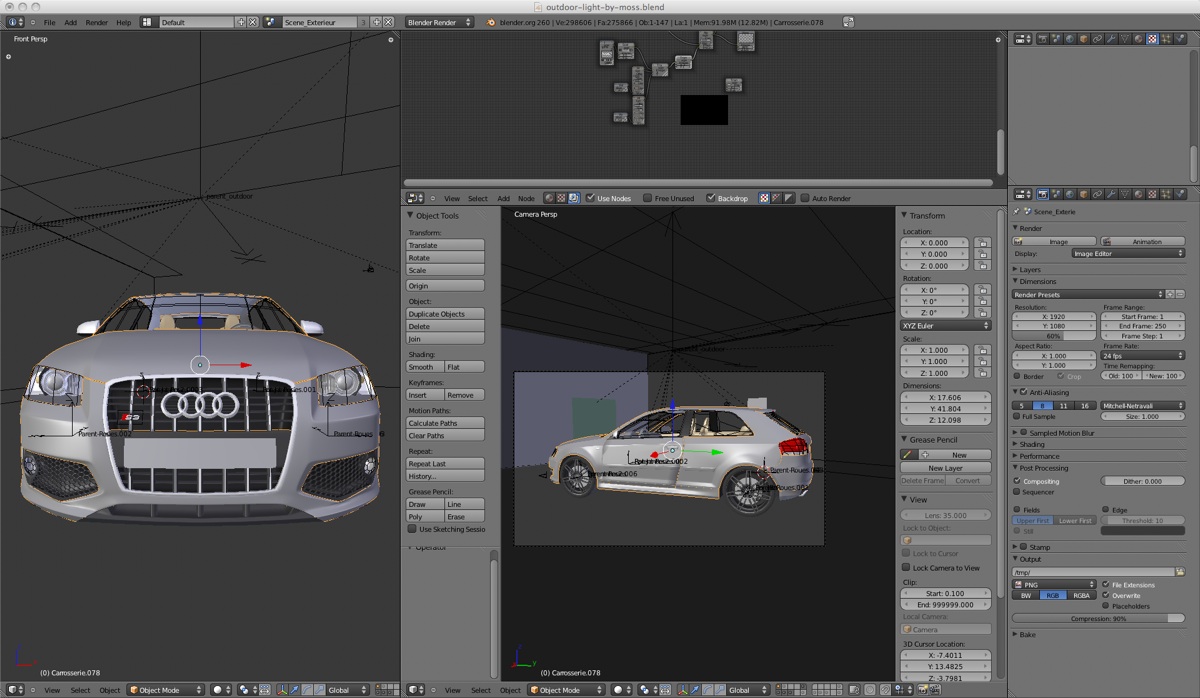 outdoor-light-by-moss.blend
File Add Render Help Default Scene_Exterieur 3 Blender Render blender.org 260 | Ve:298606 | Fa:275866 | Ob:1-147 | La:1 | Mem:91.98M (12.82M) | Carrosserie.078
Front Persp
parent_outdoor
S3
Parent-Roues.002
(0) Carrosserie.078
View Select Object Object Mode Global
View Select Add Node Use Nodes Free Unused Backdrop Auto Render
Object Tools
Transform:
Translate
Rotate
Scale
Origin
Object:
Duplicate Objects
Delete
Join
Shading:
Smooth Flat
Keyframes:
Insert Remove
Motion Paths:
Calculate Paths
Clear Paths
Repeat:
Repeat Last
History...
Grease Pencil:
Draw Line
Poly Erase
Use Sketching Sessio
Operator
Camera Persp
(0) Carrosserie.078
View Select Object Object Mode Global
Transform
Location:
X: 0.000
Y: 0.000
Z: 0.000
Rotation:
X: 0°
Y: 0°
Z: 0°
XYZ Euler
Scale:
X: 1.000
Y: 1.000
Z: 1.000
Dimensions:
X: 17.606
Y: 41.804
Z: 12.098
Grease Pencil
New
New Layer
Delete Frame Convert
View
Lens: 35.000
Lock to Object:
Lock to Cursor
Lock Camera to View
Clip:
Start: 0.100
End: 999999.000
Local Camera:
Camera
3D Cursor Location:
X: -7.4011
Y: 13.4825
Z: -3.7981
Scene_Exterie
Render
Image Animation
Display: Image Editor
Layers
Dimensions
Render Presets
Resolution: Frame Range:
X: 1920 Start Frame: 1
Y: 1080 End Frame: 250
60% Frame Step: 1
Aspect Ratio: Frame Rate:
X: 1.000 24 fps
Y: 1.000 Time Remapping:
Border Crop Old: 100 New: 100
Anti-Aliasing
5 8 11 16 Mitchell-Netravali
Full Sample Size: 1.000
Sampled Motion Blur
Shading
Performance
Post Processing
Compositing Dither: 0.000
Sequencer
Fields Edge
Upper First Lower First Threshold: 10
Still
Stamp
Output
/tmp/
PNG File Extensions
BW RGB RGBA Overwrite
Placeholders
Compression: 90%
Bake